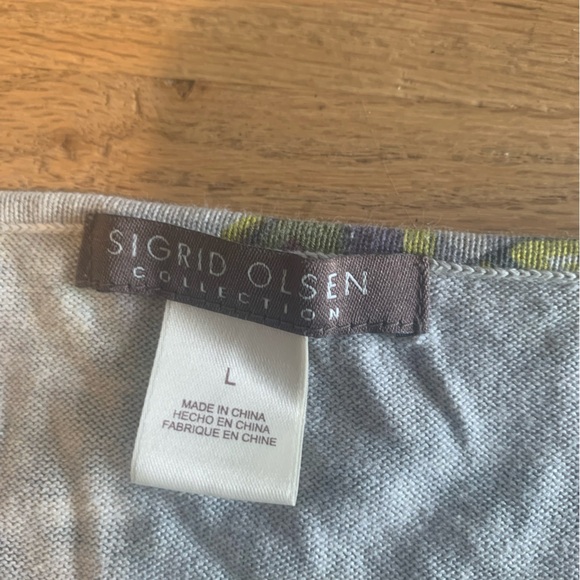 SIGRID OLSEN
COLLECTION
L
MADE IN CHINA
HECHO EN CHINA
FABRIQUE EN CHINE